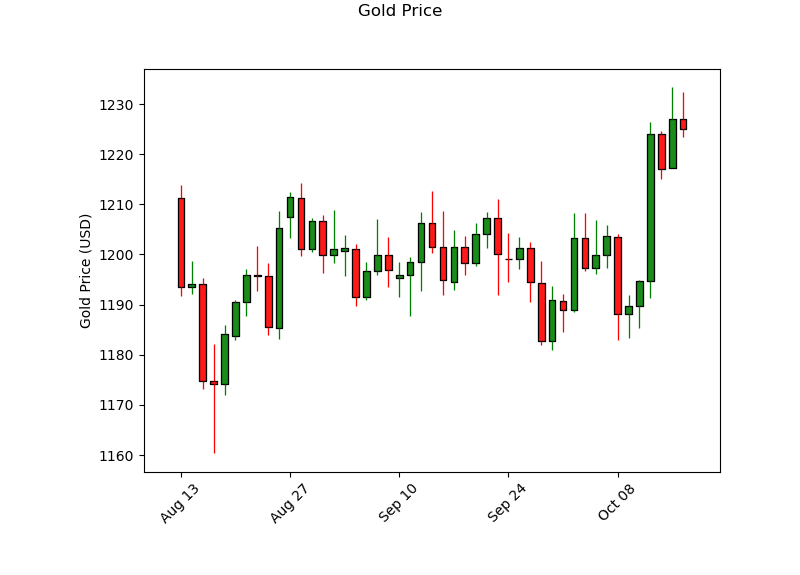 Gold Price
Gold Price (USD)
1230
1220
1210
1200
1190
1180
1170
1160
Aug 13
Aug 27
Sep 10
Sep 24
Oct 08